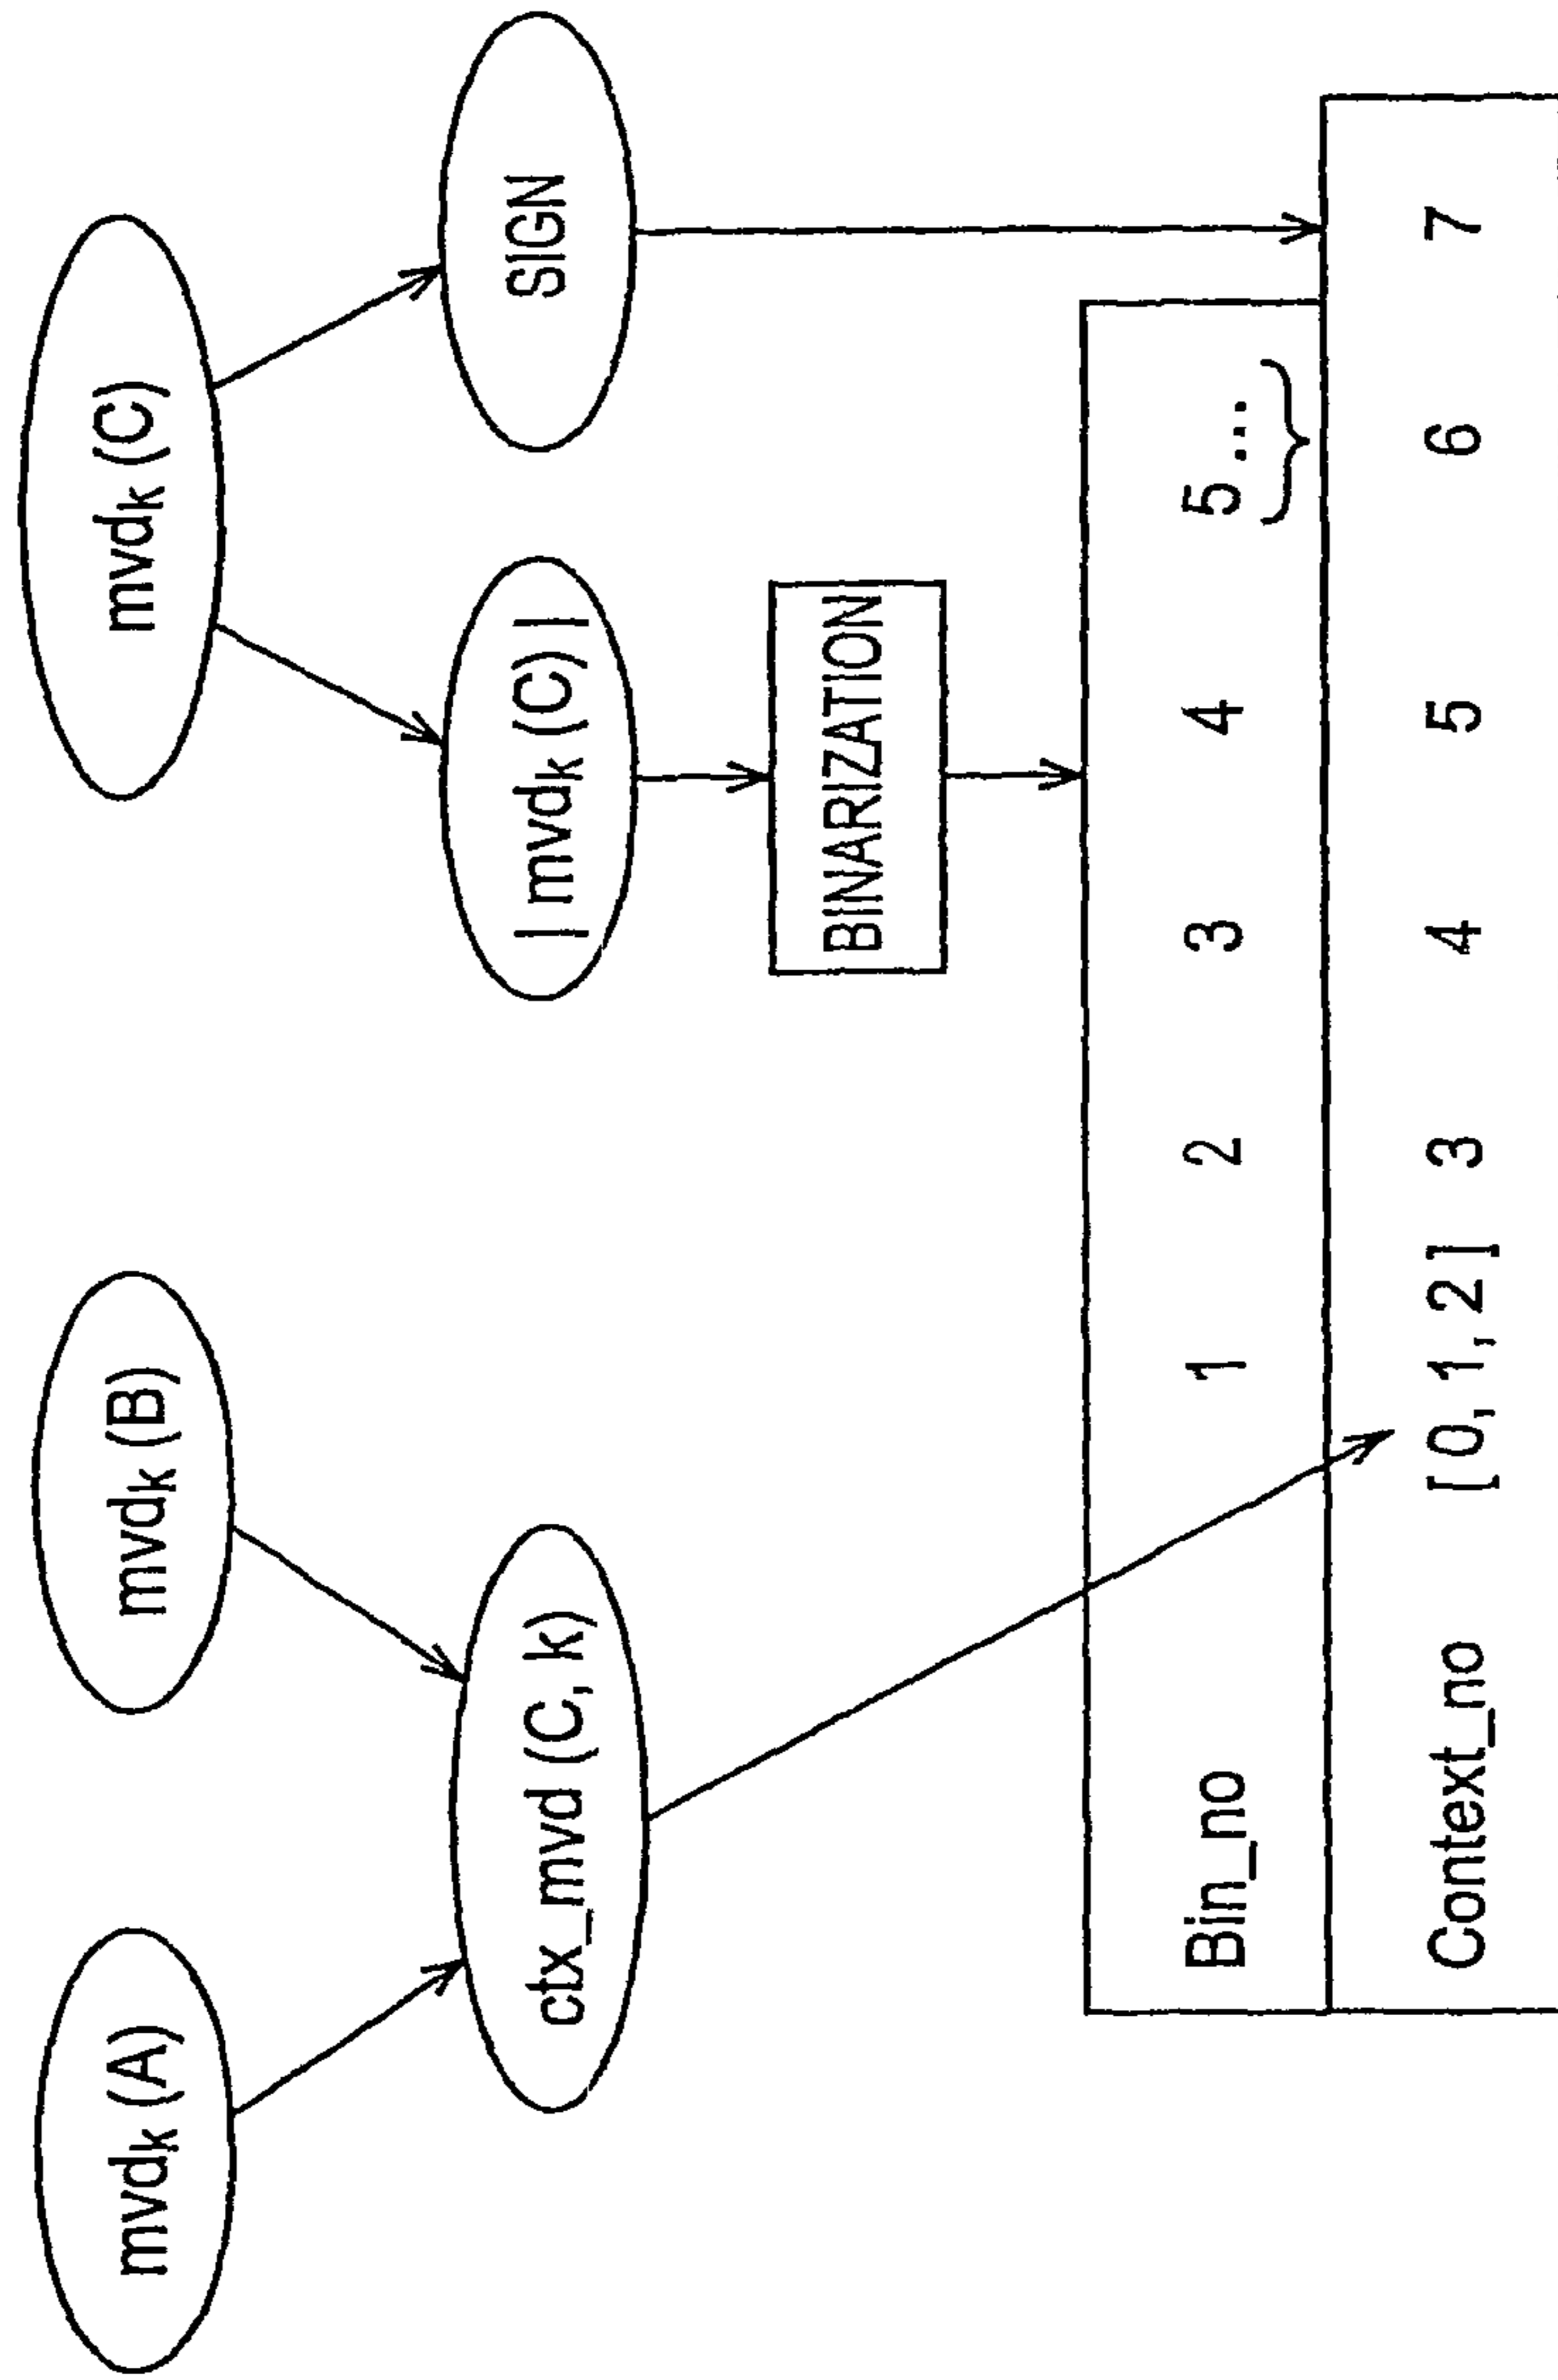 mvdk (A)
mvdk (B)
mvdk (C)
ctx_mvd (C, k)
| mvdk (C) |
SIGN
BINARIZATION
Bin_no 1 2 3 4 5 ...
Context_no [0, 1, 2] 3 4 5 6 7